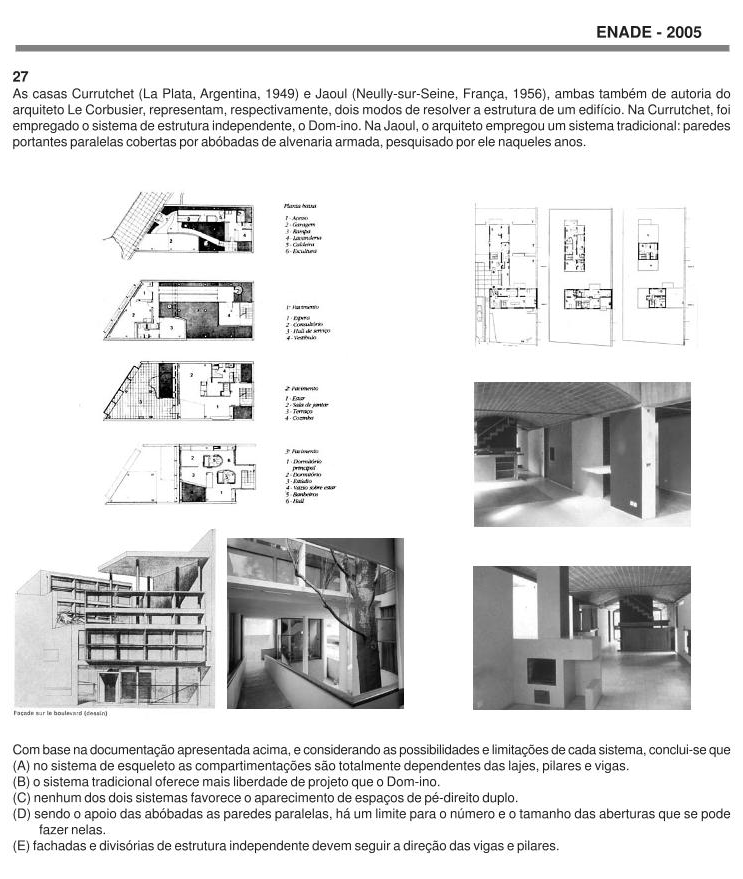 ENADE - 2005
27
As casas Currutchet (La Plata, Argentina, 1949) e Jaoul (Neully-sur-Seine, França, 1956), ambas também de autoria do
arquiteto Le Corbusier, representam, respectivamente, dois modos de resolver a estrutura de um edifício. Na Currutchet, foi
empregado o sistema de estrutura independente, o Dom-ino. Na Jaoul, o arquiteto empregou um sistema tradicional: paredes
portantes paralelas cobertas por abóbadas de alvenaria armada, pesquisado por ele naqueles anos.
Planta baixa
1 - Acesso
2 - Garagem
3 - Rampa
4 - Lavanderia
5 - Caldeira
6 - Escultura
1º Pavimento
1 - Espera
2 - Consultório
3 - Hall de serviço
4 - Vestíbulo
2º Pavimento
1 - Estar
2 - Sala de jantar
3 - Terraço
4 - Cozinha
3º Pavimento
1 - Dormitório
principal
2 - Dormitório
3 - Estúdio
4 - Vazio sobre estar
5 - Banheiros
6 - Hall
Façade sur le boulevard (dessin)
Com base na documentação apresentada acima, e considerando as possibilidades e limitações de cada sistema, conclui-se que
(A) no sistema de esqueleto as compartimentações são totalmente dependentes das lajes, pilares e vigas.
(B) o sistema tradicional oferece mais liberdade de projeto que o Dom-ino.
(C) nenhum dos dois sistemas favorece o aparecimento de espaços de pé-direito duplo.
(D) sendo o apoio das abóbadas as paredes paralelas, há um limite para o número e o tamanho das aberturas que se pode
fazer nelas.
(E) fachadas e divisórias de estrutura independente devem seguir a direção das vigas e pilares.